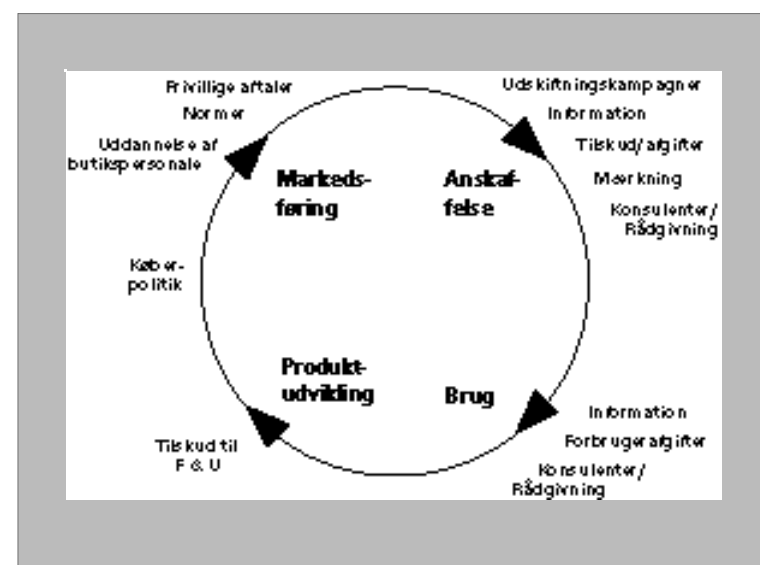 Frivillige aftaler
Normer
Uddannelse af
butikspersonale
Køber-
politik
Tilskud til
F & U
Markeds-
føring
Anskaf-
felse
Produkt-
udvikling
Brug
Udskiftningskampagner
Information
Tilskud/afgifter
Mærkning
Konsulenter/
Rådgivning
Information
Forbrugerafgifter
Konsulenter/
Rådgivning